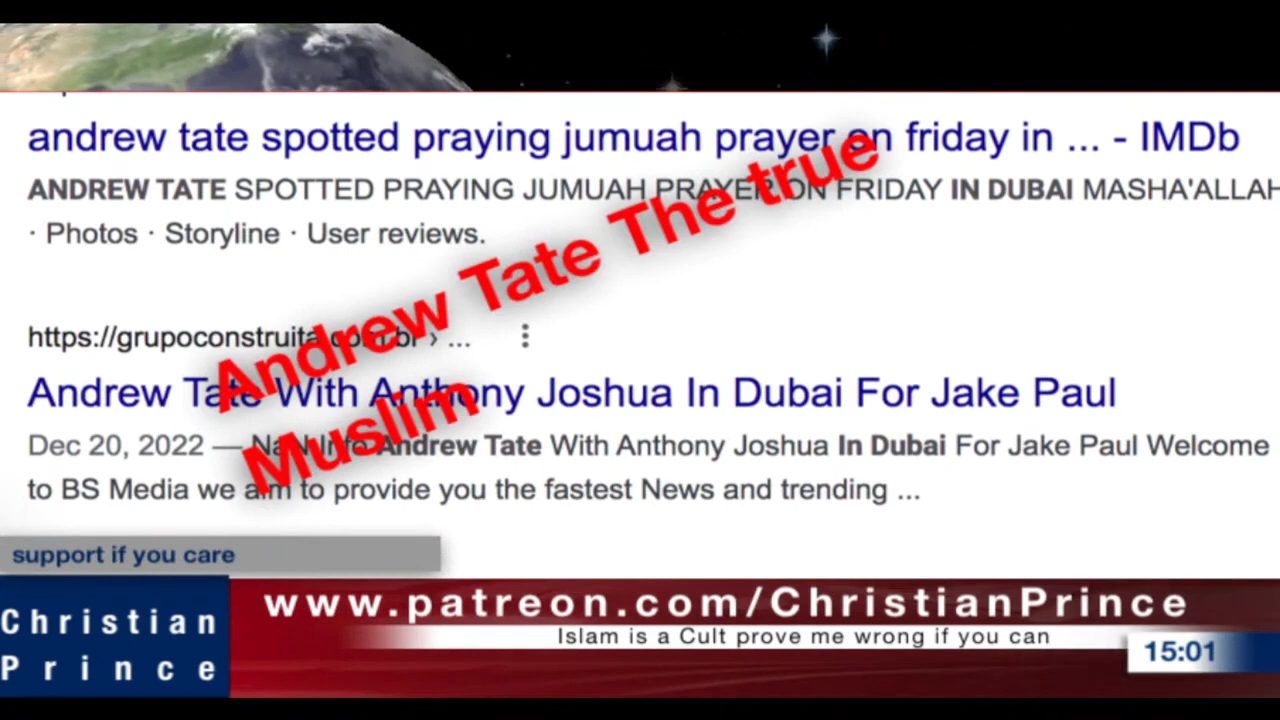 andrew tate spotted praying jumuah prayer on friday in ... - IMDb
ANDREW TATE SPOTTED PRAYING JUMUAH PRAYER ON FRIDAY IN DUBAI MASHA'ALLAH
· Photos · Storyline · User reviews.
Andrew Tate The true
Muslim
https://grupoconstruita.com.br › ...
Andrew Tate With Anthony Joshua In Dubai For Jake Paul
Dec 20, 2022 — Andrew Tate With Anthony Joshua In Dubai For Jake Paul Welcome
to BS Media we aim to provide you the fastest News and trending ...
support if you care
Christian
Prince
www.patreon.com/ChristianPrince
Islam is a Cult prove me wrong if you can
15:01